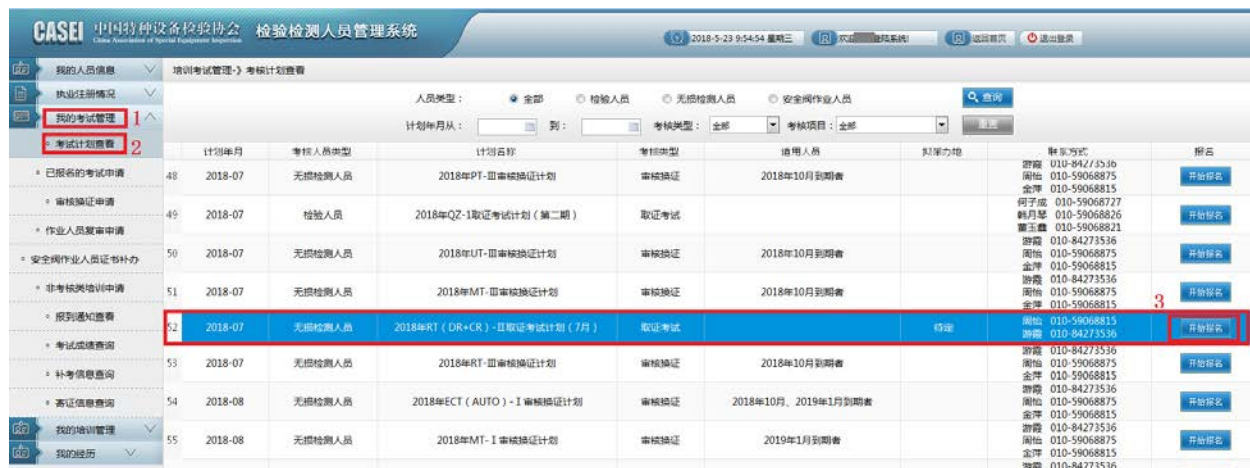 CASEI 中国特种设备检验协会 检验检测人员管理系统
China Association of Special Equipment Inspection
2018-5-23 9:54:54 星期三 欢迎 登陆系统! 返回首页 退出登录
我的人员信息
执业注册情况
我的考试管理 1
考试计划查看 2
已报名的考试申请
审核换证申请
作业人员复审申请
安全阀作业人员证书补办
非考核类培训申请
报到通知查看
考试成绩查询
补考信息查询
寄证信息查询
我的培训管理
我的经历
培训考试管理-》考核计划查看
人员类型: 全部 检验人员 无损检测人员 安全阀作业人员 查询
计划年月从: 到: 考核类型: 全部 考核项目: 全部
计划年月 考核人员类型 计划名称 考核类型 适用人员 联系方式 报名
48 2018-07 无损检测人员 2018年PT-Ⅲ审核换证计划 审核换证 2018年10月到期者 开始报名
游霞 010-84273536
周怡 010-59068875
金萍 010-59068815
49 2018-07 检验人员 2018年QZ-1取证考试计划(第二期) 取证考试 开始报名
何子成 010-59068727
韩月琴 010-59068826
董玉鑫 010-59068821
50 2018-07 无损检测人员 2018年UT-Ⅲ审核换证计划 审核换证 2018年10月到期者 开始报名
游霞 010-84273536
周怡 010-59068875
金萍 010-59068815
51 2018-07 无损检测人员 2018年MT-Ⅲ审核换证计划 审核换证 2018年10月到期者 开始报名
游霞 010-84273536
周怡 010-59068875
金萍 010-59068815
3
52 2018-07 无损检测人员 2018年RT(DR+CR)-Ⅱ取证考试计划(7月) 取证考试 待定 开始报名
周怡 010-59068815
游霞 010-84273536
53 2018-07 无损检测人员 2018年RT-Ⅲ审核换证计划 审核换证 2018年10月到期者 开始报名
游霞 010-84273536
周怡 010-59068875
金萍 010-59068815
54 2018-08 无损检测人员 2018年ECT(AUTO)-Ⅰ审核换证计划 审核换证 2018年10月、2019年1月到期者 开始报名
游霞 010-84273536
周怡 010-59068875
金萍 010-59068815
55 2018-08 无损检测人员 2018年MT-Ⅰ审核换证计划 审核换证 2019年1月到期者 开始报名
游霞 010-84273536
周怡 010-59068875
金萍 010-59068815
游霞 010-84273536